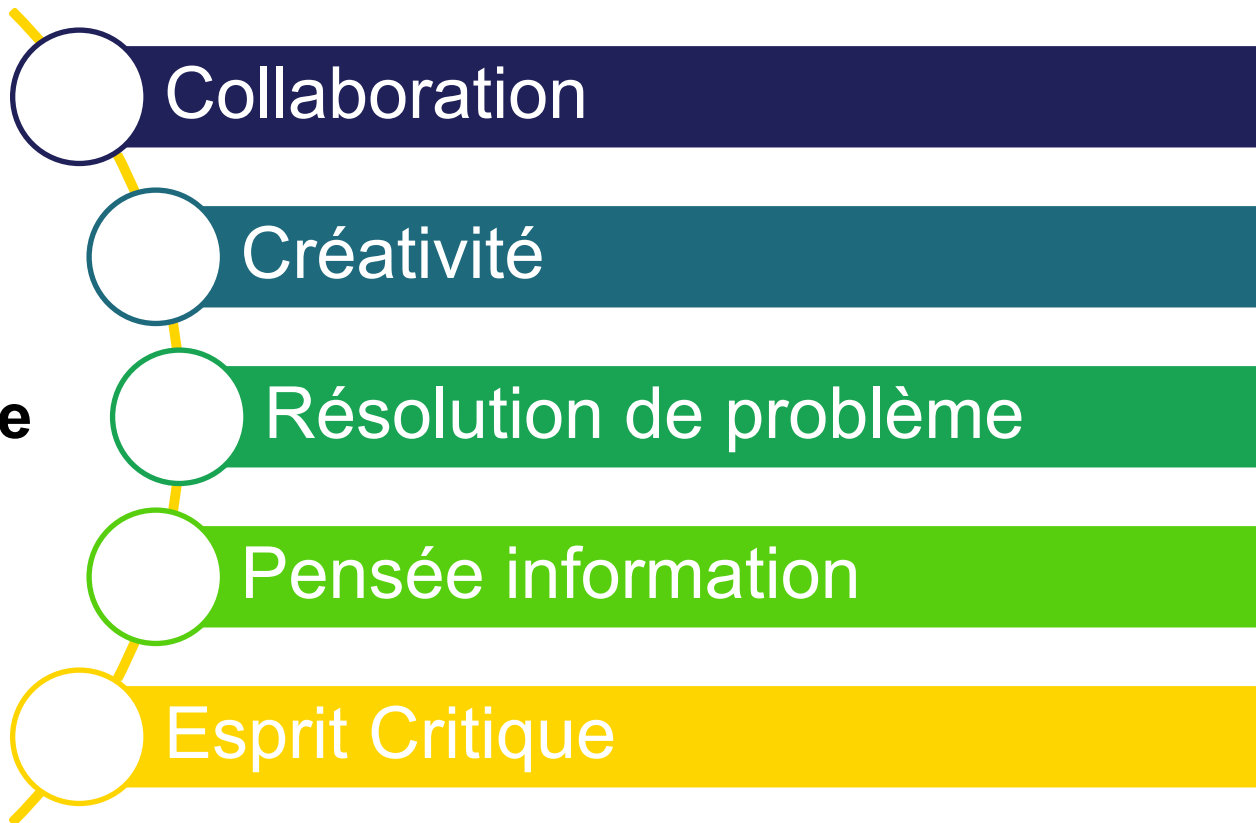 Collaboration
Créativité
e
Résolution de problème
Pensée information
Esprit Critique